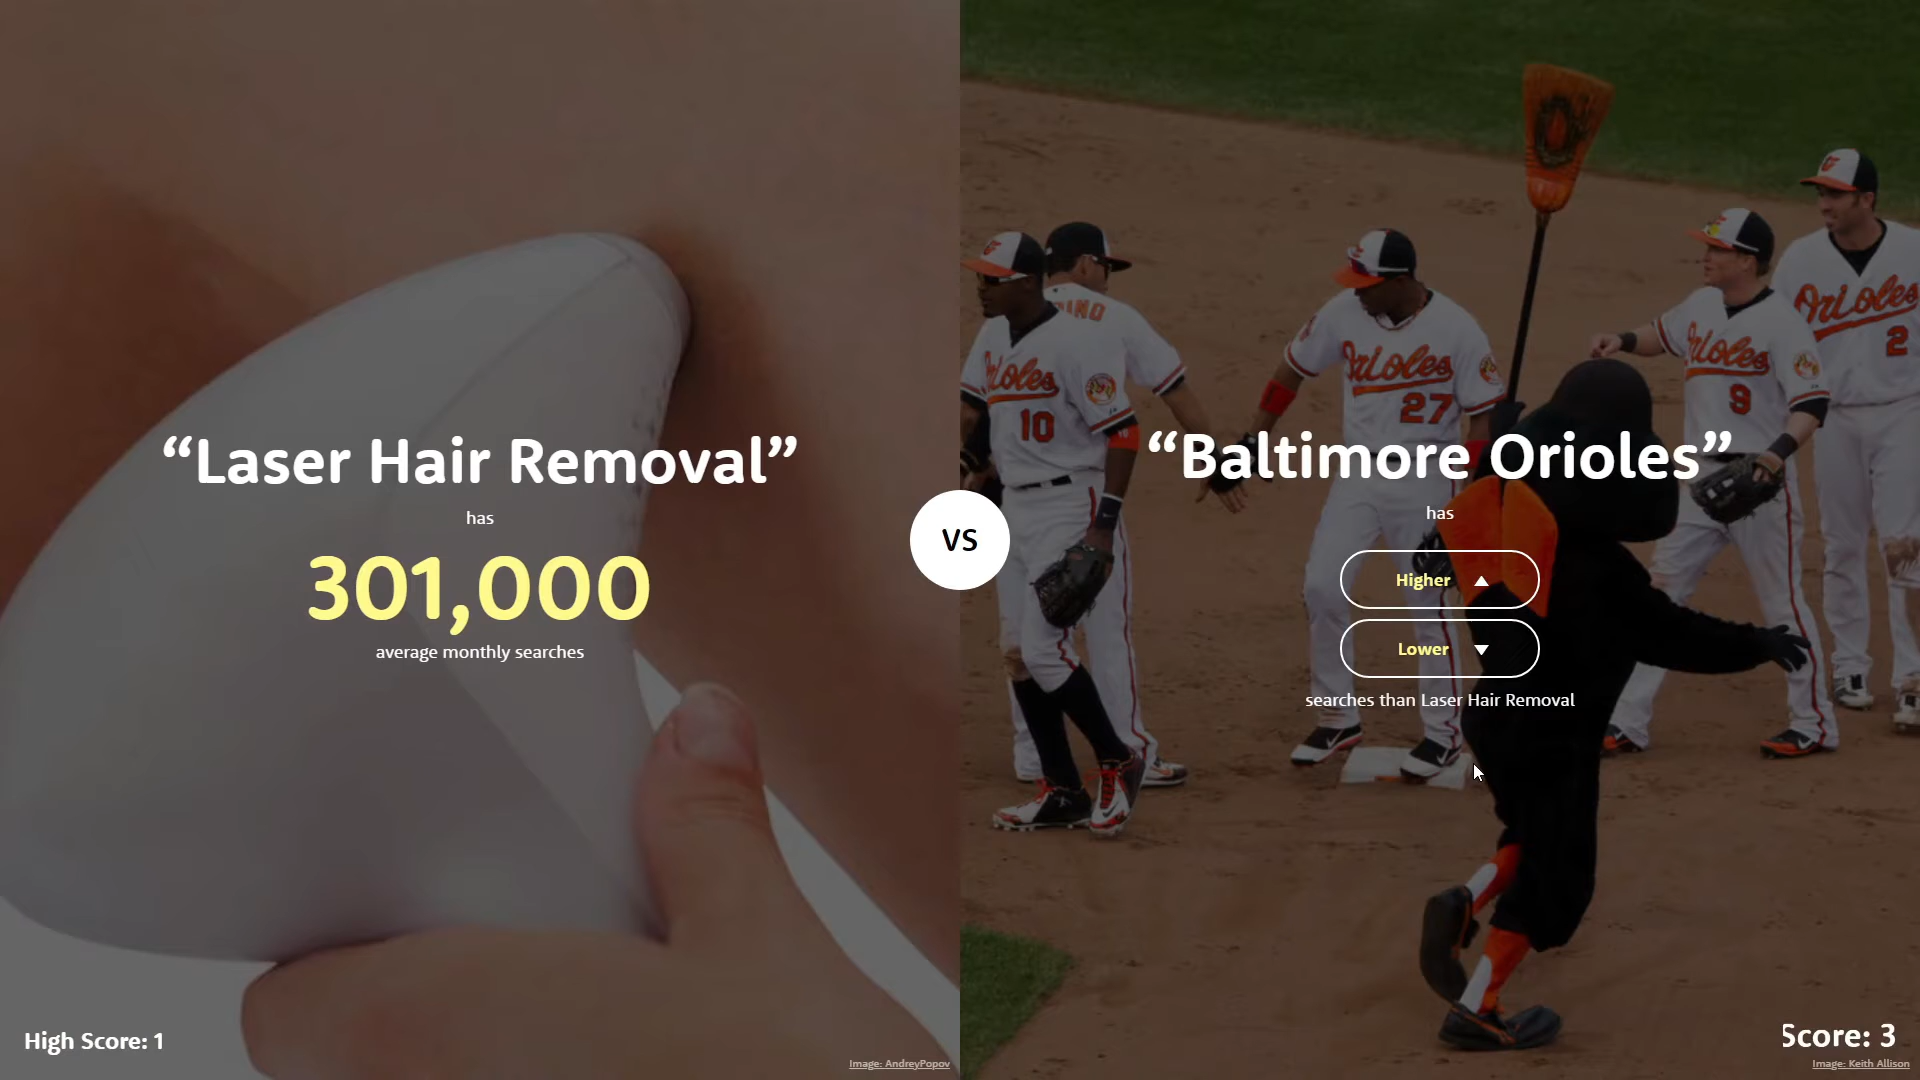 “Laser Hair Removal”
has
301,000
average monthly searches
High Score: 1
Image: AndreyPopov
VS
“Baltimore Orioles”
has
Higher
Lower
searches than Laser Hair Removal
Score: 3
Image: Keith Allison
Orioles
10
Orioles
27
Orioles
9
Orioles
2